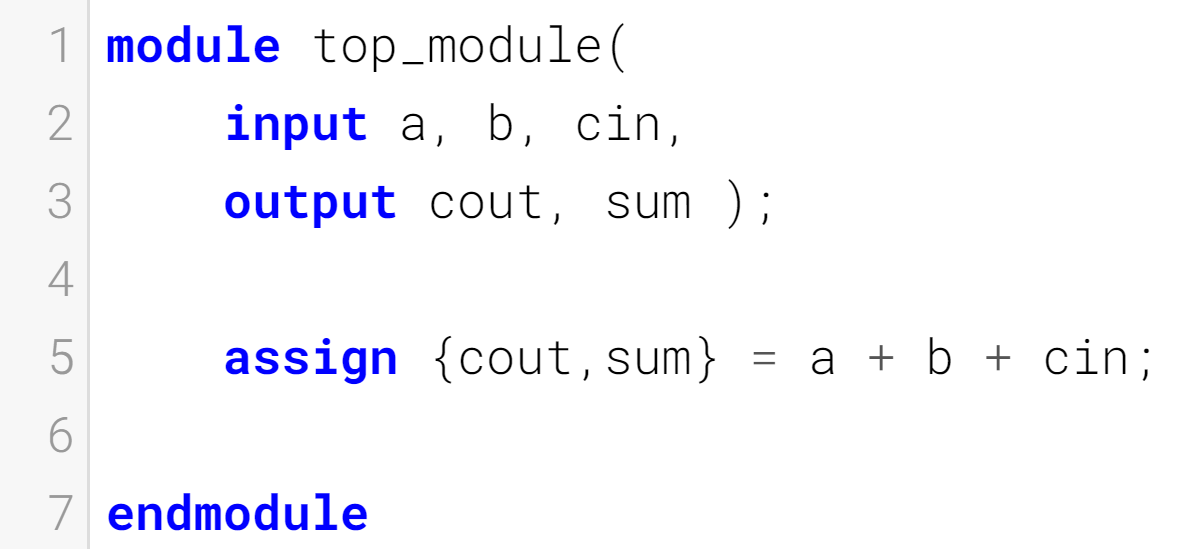 1 module top_module(
2     input a, b, cin,
3     output cout, sum );
4
5     assign {cout,sum} = a + b + cin;
6
7 endmodule